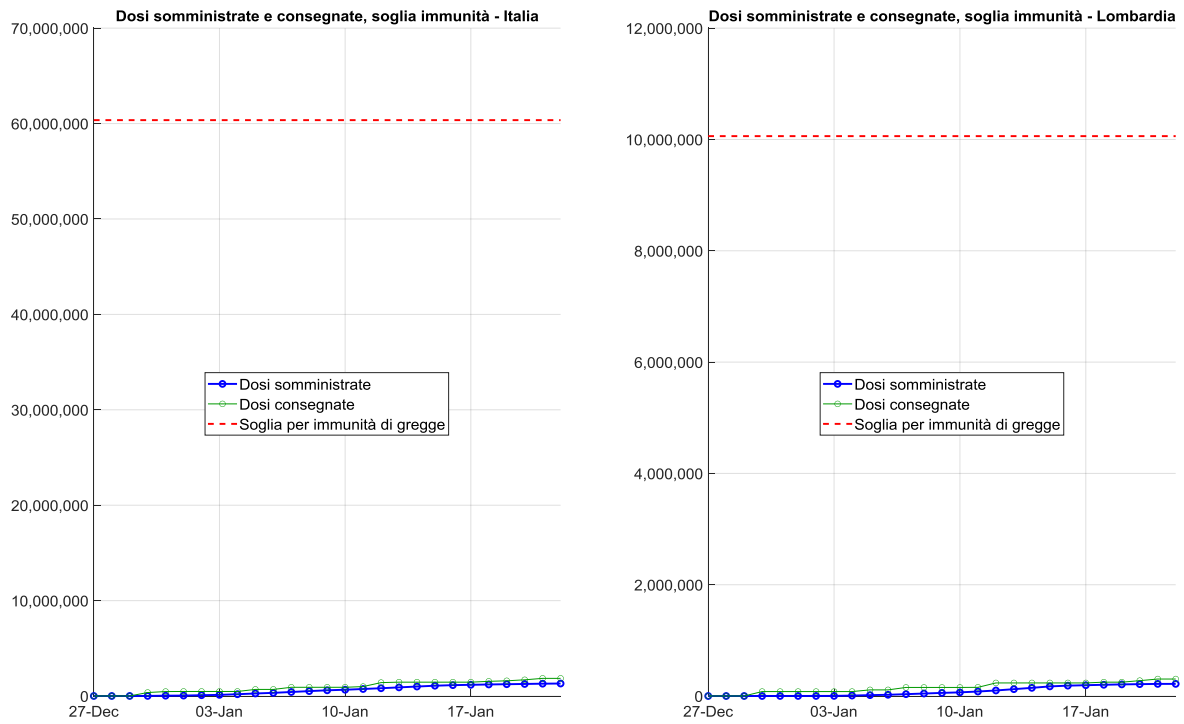 Dosi somministrate e consegnate, soglia immunità - Italia
70,000,000
60,000,000
50,000,000
40,000,000
30,000,000
20,000,000
10,000,000
0
27-Dec
03-Jan
10-Jan
17-Jan
Dosi somministrate
Dosi consegnate
Soglia per immunità di gregge
Dosi somministrate e consegnate, soglia immunità - Lombardia
12,000,000
10,000,000
8,000,000
6,000,000
4,000,000
2,000,000
0
27-Dec
03-Jan
10-Jan
17-Jan
Dosi somministrate
Dosi consegnate
Soglia per immunità di gregge